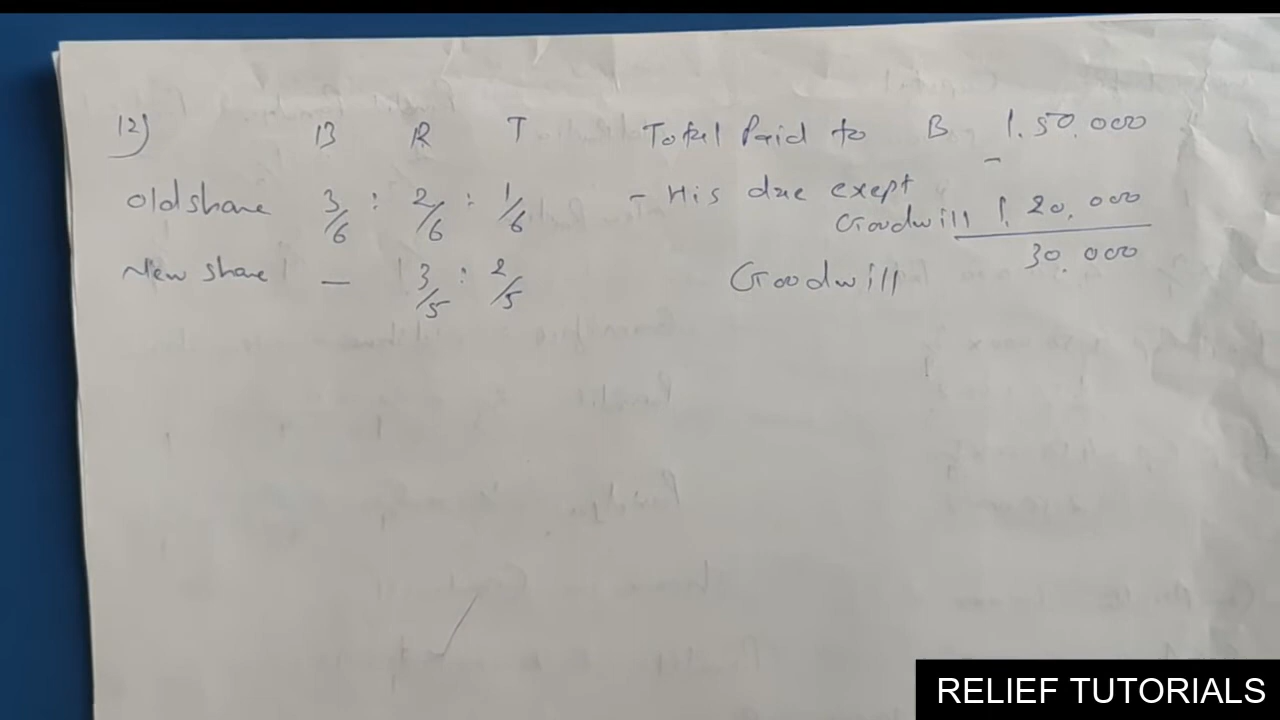 12) B R T Total Paid to B 1,50,000
Old share 3/6 : 2/6 : 1/6 - His due exept
Goodwill 1,20,000
New share — 3/5 : 2/5 Goodwill 30,000
RELIEF TUTORIALS